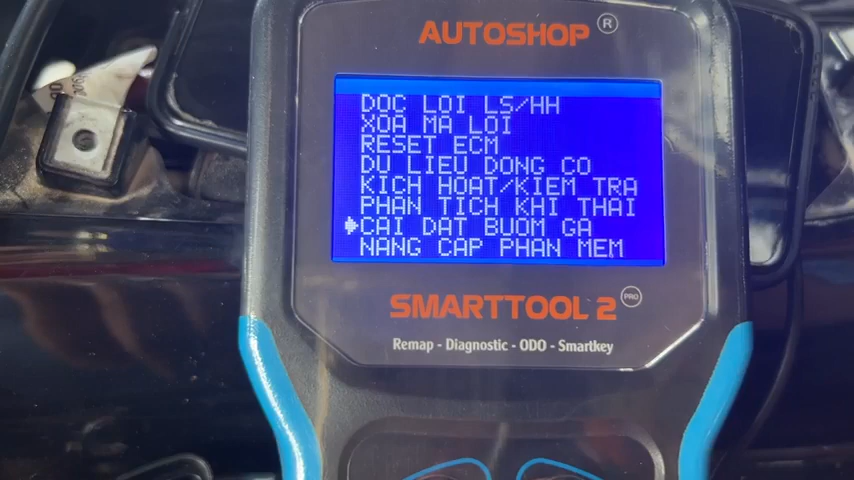 AUTOSHOP ®
DOC LOI LS/HH
XOA MA LOI
RESET ECM
DU LIEU DONG CO
KICH HOAT/KIEM TRA
PHAN TICH KHI THAI
CAI DAT BUOM GA
NANG CAP PHAN MEM
SMARTTOOL 2 PRO
Remap - Diagnostic - ODO - Smartkey